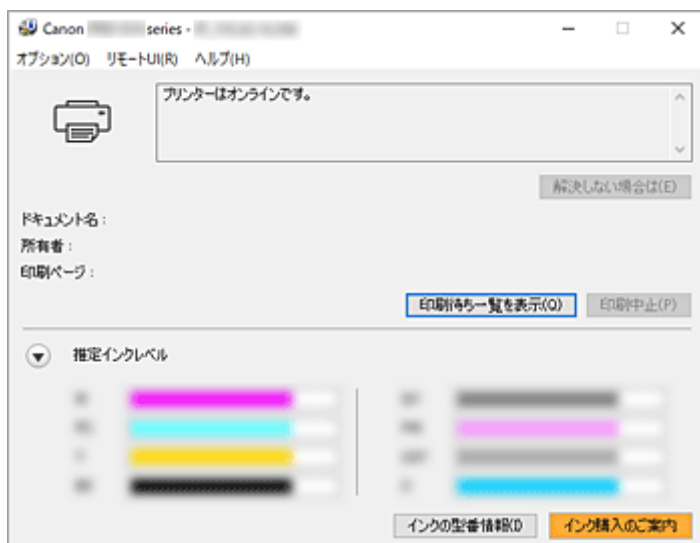 Canon series -
オプション(O) リモートUI(R) ヘルプ(H)
プリンターはオンラインです。
解決しない場合は(E)
ドキュメント名 :
所有者 :
印刷ページ :
印刷待ち一覧を表示(Q) 印刷中止(P)
推定インクレベル
インクの型番情報(I) インク購入のご案内